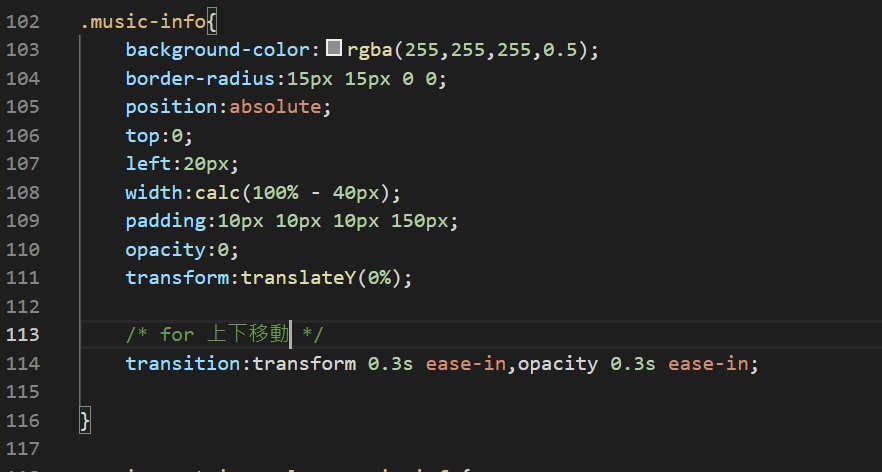 102 .music-info{
103 background-color: rgba(255,255,255,0.5);
104 border-radius:15px 15px 0 0;
105 position:absolute;
106 top:0;
107 left:20px;
108 width:calc(100% - 40px);
109 padding:10px 10px 10px 150px;
110 opacity:0;
111 transform:translateY(0%);
112
113 /* for 上下移動 */
114 transition:transform 0.3s ease-in,opacity 0.3s ease-in;
115
116 }
117